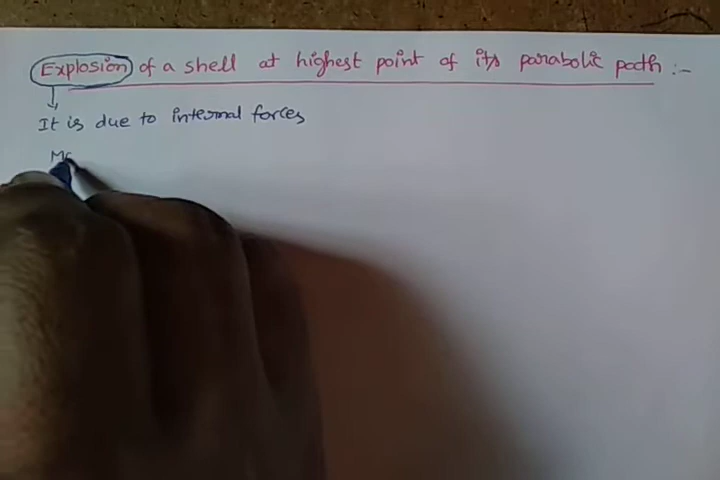 Explosion of a shell at highest point of its parabolic path :-
It is due to internal forces